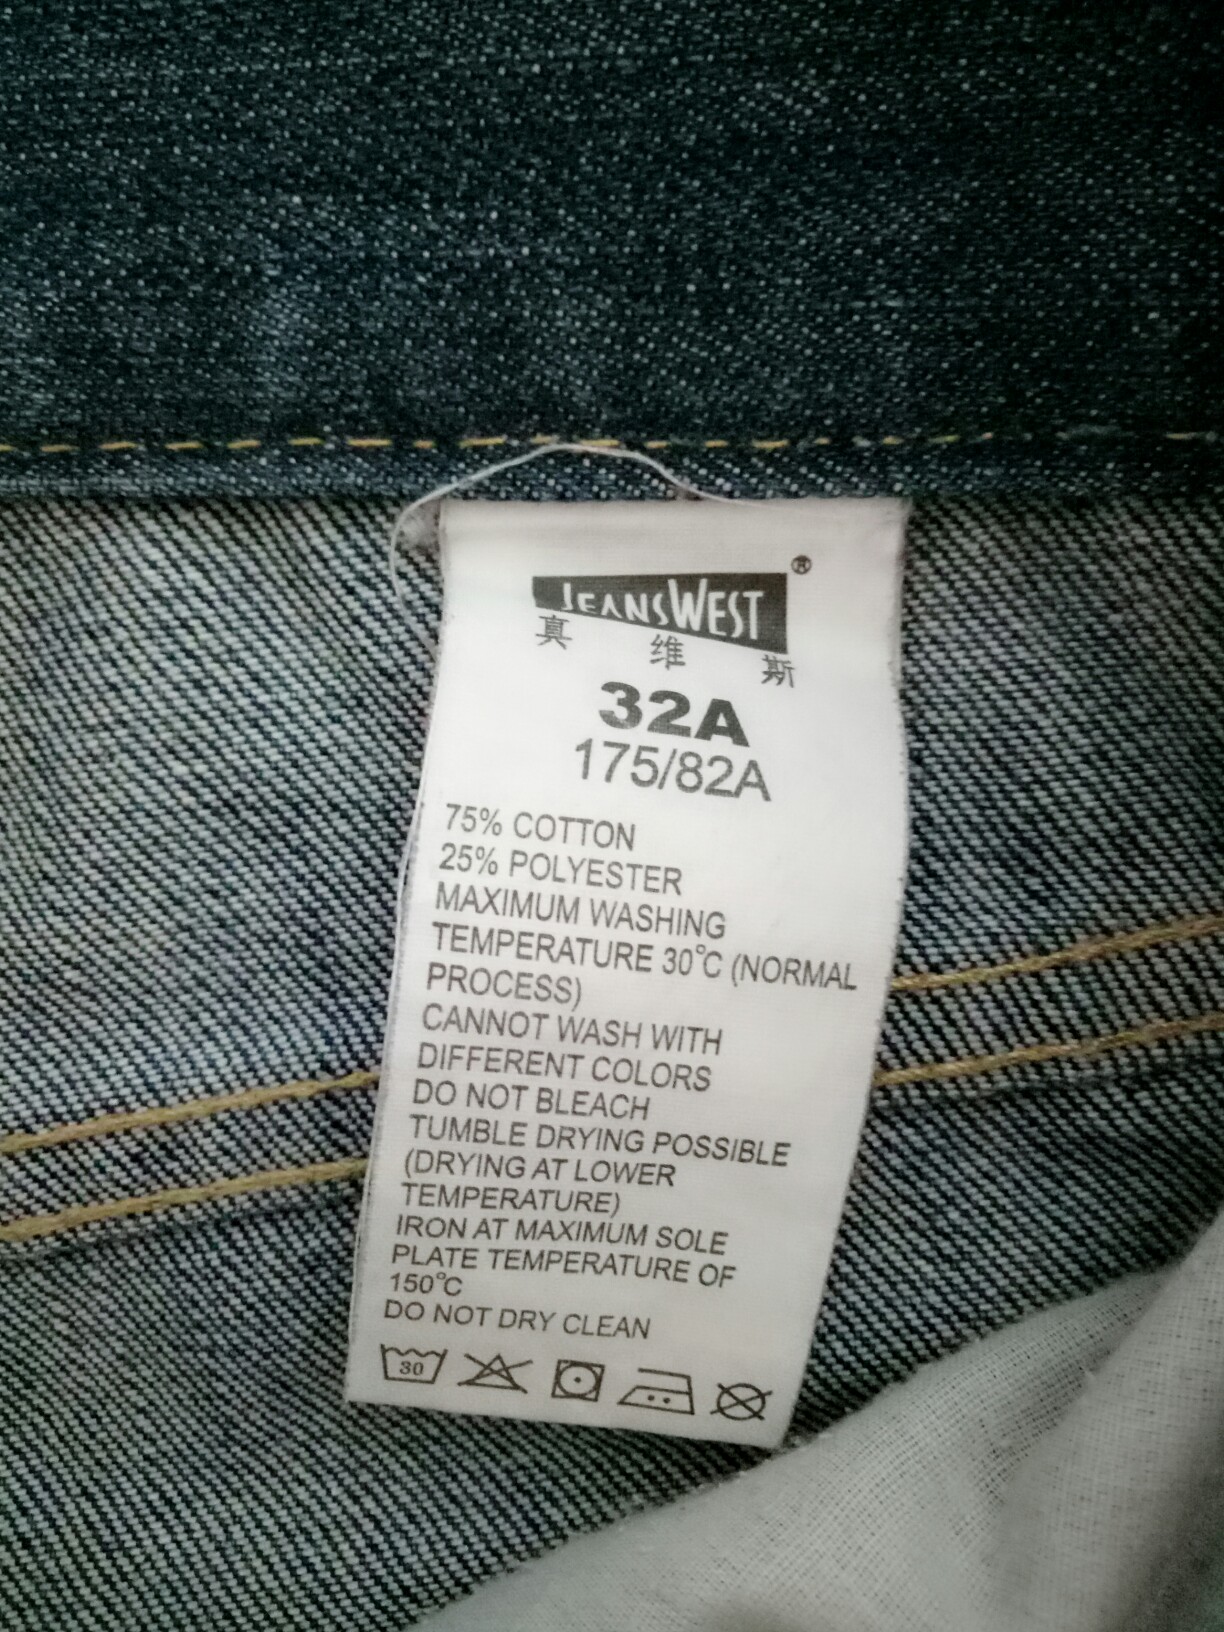 JEANSWEST®
真维斯
32A
175/82A
75% COTTON
25% POLYESTER
MAXIMUM WASHING
TEMPERATURE 30°C (NORMAL
PROCESS)
CANNOT WASH WITH
DIFFERENT COLORS
DO NOT BLEACH
TUMBLE DRYING POSSIBLE
(DRYING AT LOWER
TEMPERATURE)
IRON AT MAXIMUM SOLE
PLATE TEMPERATURE OF
150°C
DO NOT DRY CLEAN
30